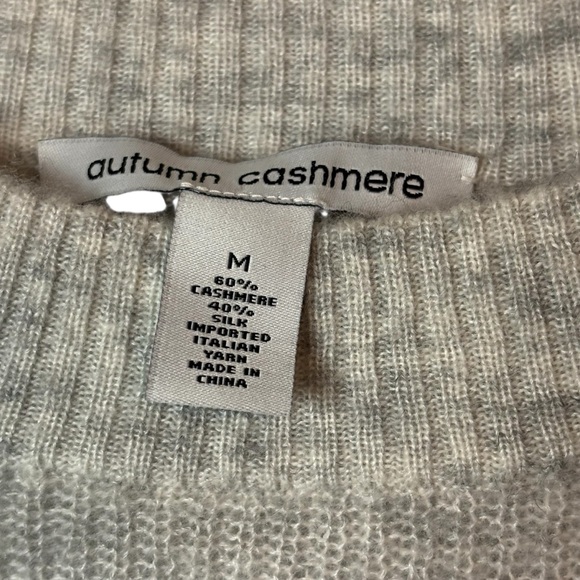 autumn cashmere
M
60%
CASHMERE
40%
SILK
IMPORTED
ITALIAN
YARN
MADE IN
CHINA